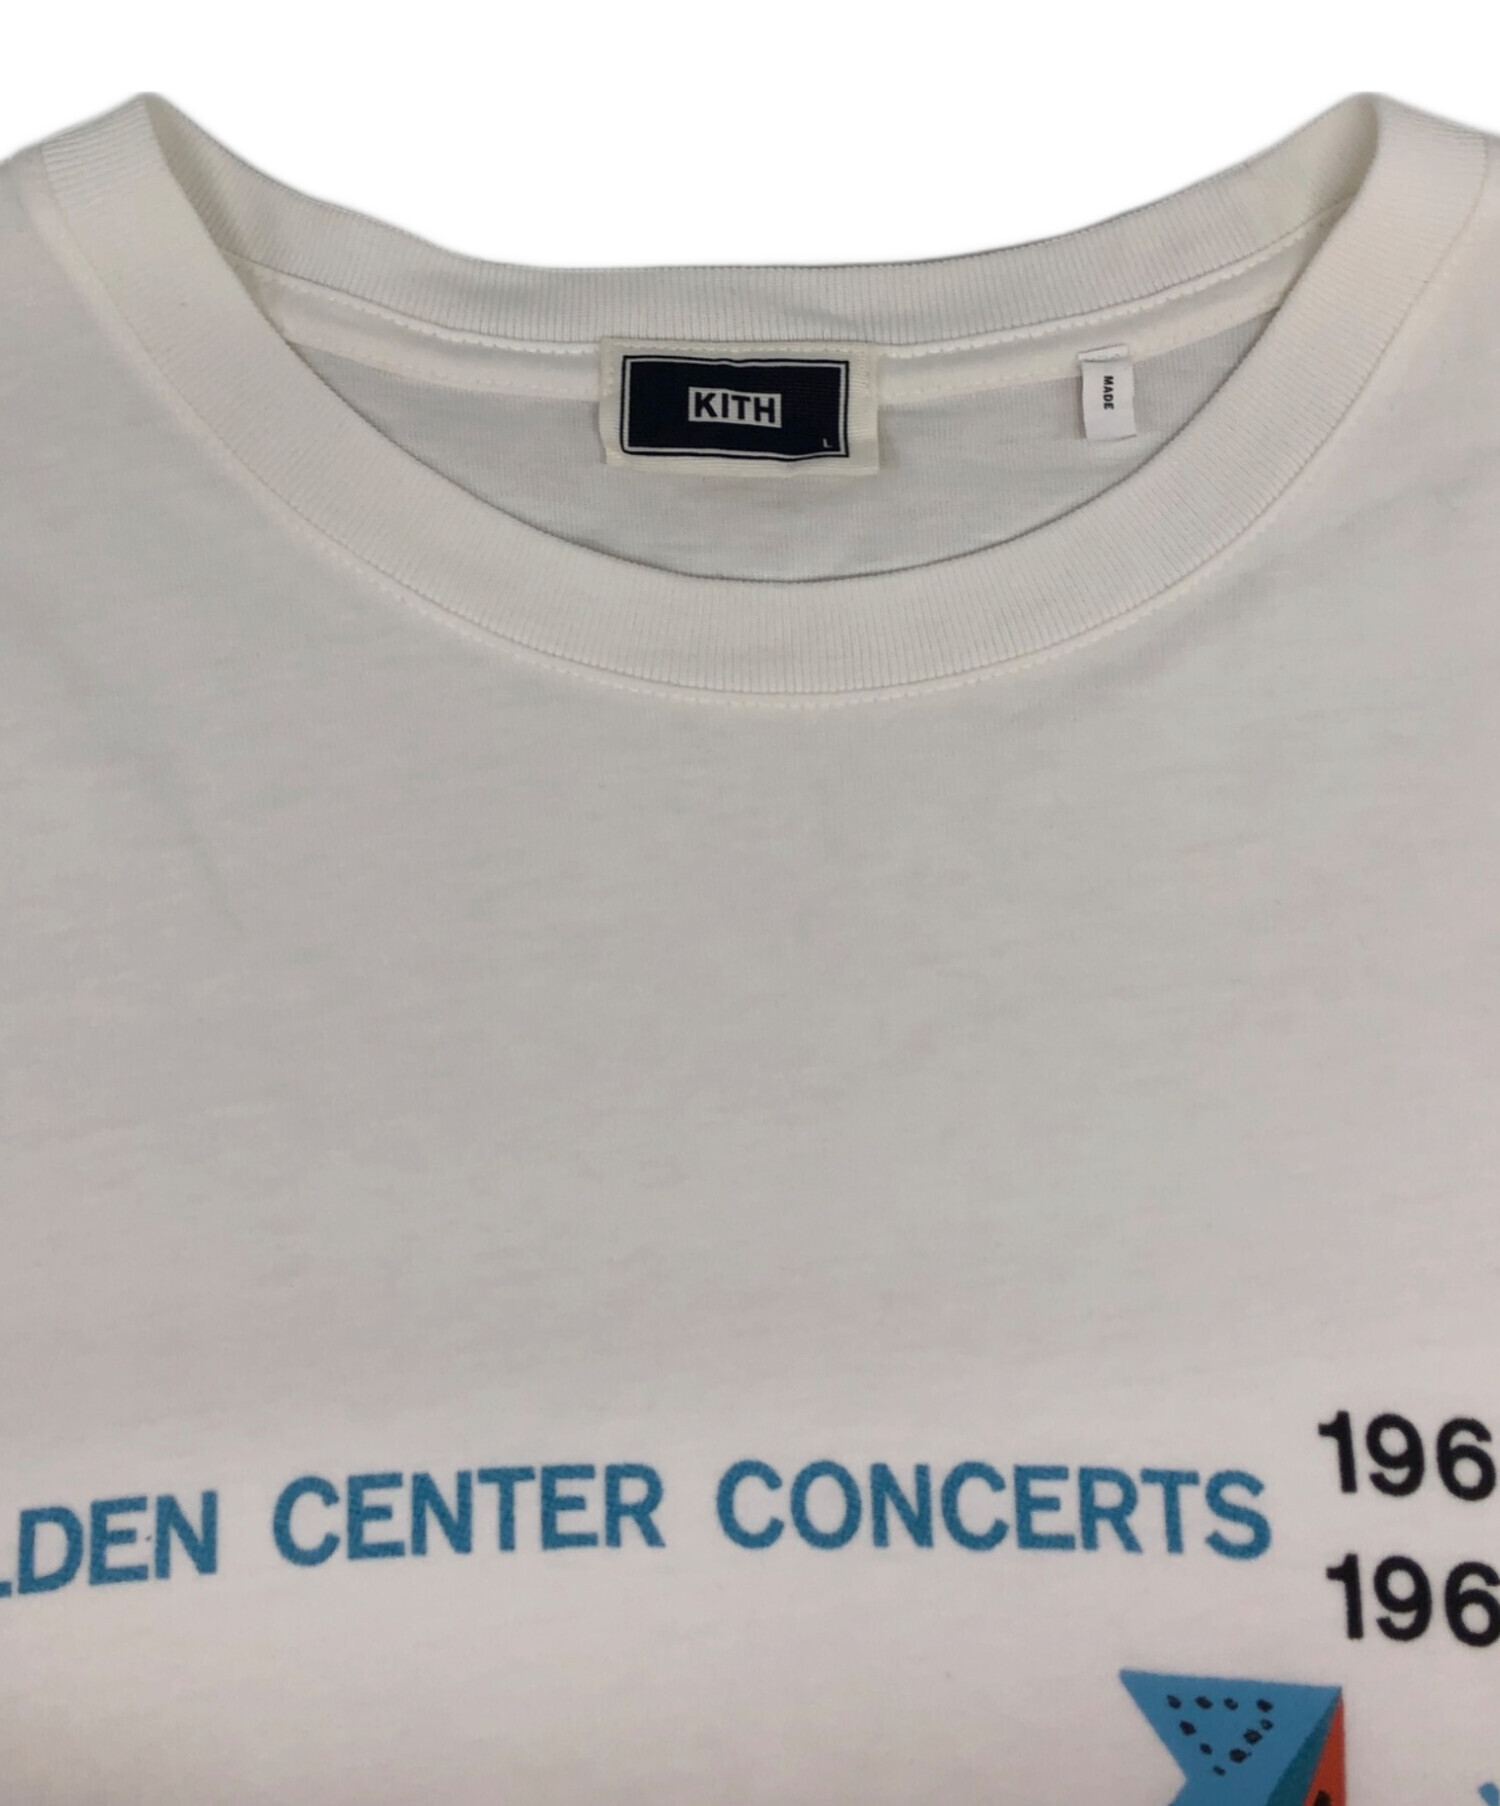 KITH
L
MADE
LDEN CENTER CONCERTS
196
196